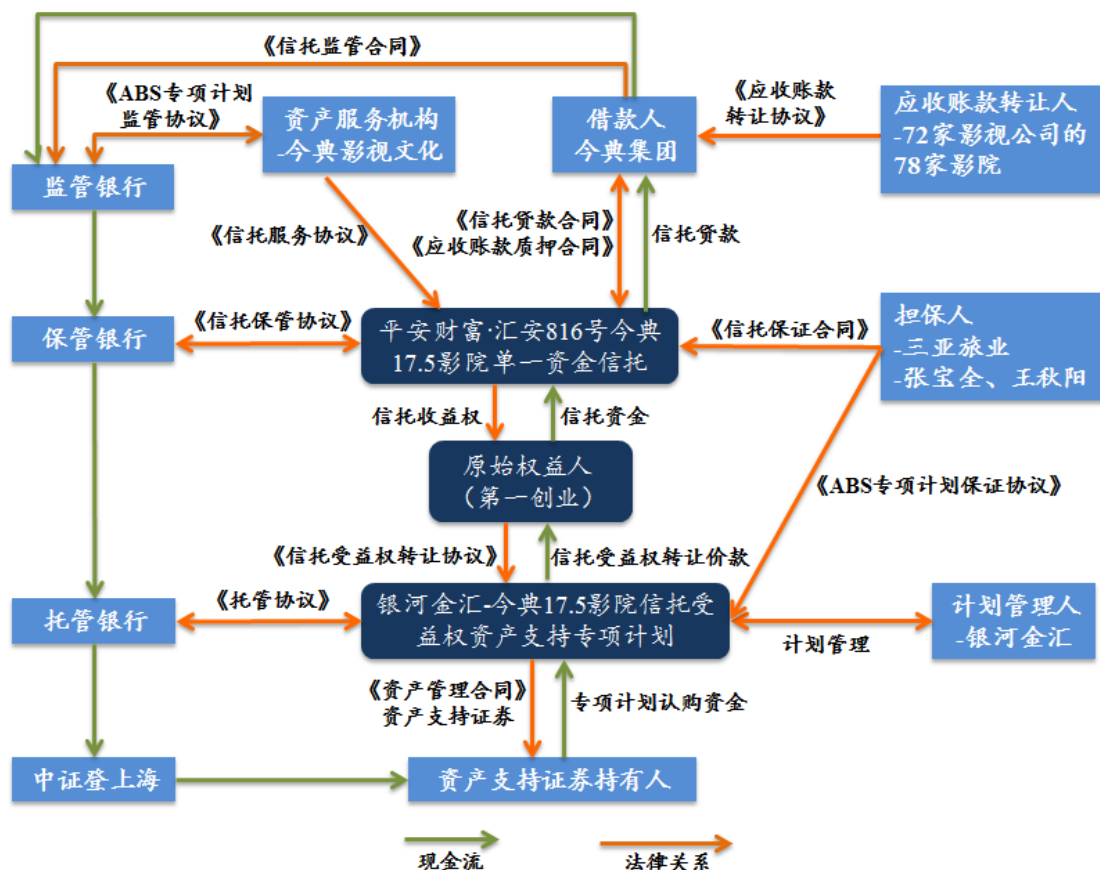 《信托监管合同》
《ABS专项计划
监管协议》
资产服务机构
-今典影视文化
借款人
今典集团
《应收账款
转让协议》
应收账款转让人
-72家影视公司的
78家影院
监管银行
《信托服务协议》
《信托贷款合同》
《应收账款质押合同》
信托贷款
保管银行
《信托保管协议》
平安财富·汇安816号今典
17.5影院单一资金信托
《信托保证合同》
担保人
-三亚旅业
-张宝全、王秋阳
信托收益权
信托资金
原始权益人
（第一创业）
《ABS专项计划保证协议》
《信托受益权转让协议》
信托受益权转让价款
托管银行
《托管协议》
银河金汇-今典17.5影院信托受
益权资产支持专项计划
计划管理
计划管理人
-银河金汇
《资产管理合同》
资产支持证券
专项计划认购资金
中证登上海
资产支持证券持有人
现金流
法律关系